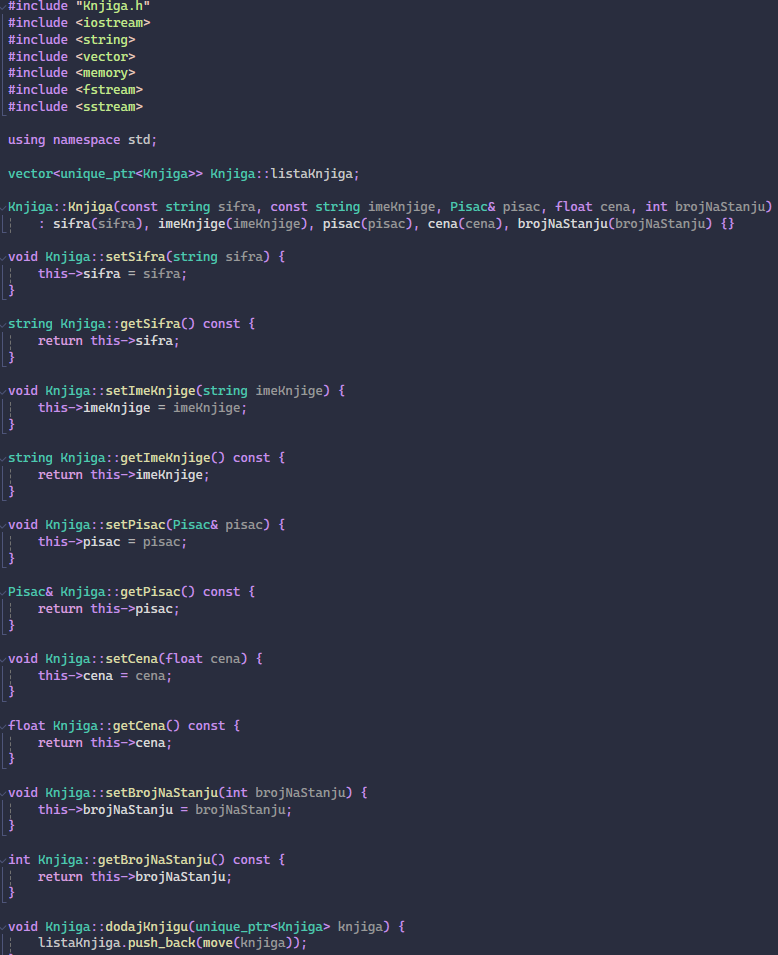 #include "Knjiga.h"
#include <iostream>
#include <string>
#include <vector>
#include <memory>
#include <fstream>
#include <sstream>

using namespace std;

vector<unique_ptr<Knjiga>> Knjiga::listaKnjiga;

Knjiga::Knjiga(const string sifra, const string imeKnjige, Pisac& pisac, float cena, int brojNaStanju)
    : sifra(sifra), imeKnjige(imeKnjige), pisac(pisac), cena(cena), brojNaStanju(brojNaStanju) {}

void Knjiga::setSifra(string sifra) {
    this->sifra = sifra;
}

string Knjiga::getSifra() const {
    return this->sifra;
}

void Knjiga::setImeKnjige(string imeKnjige) {
    this->imeKnjige = imeKnjige;
}

string Knjiga::getImeKnjige() const {
    return this->imeKnjige;
}

void Knjiga::setPisac(Pisac& pisac) {
    this->pisac = pisac;
}

Pisac& Knjiga::getPisac() const {
    return this->pisac;
}

void Knjiga::setCena(float cena) {
    this->cena = cena;
}

float Knjiga::getCena() const {
    return this->cena;
}

void Knjiga::setBrojNaStanju(int brojNaStanju) {
    this->brojNaStanju = brojNaStanju;
}

int Knjiga::getBrojNaStanju() const {
    return this->brojNaStanju;
}

void Knjiga::dodajKnjigu(unique_ptr<Knjiga> knjiga) {
    listaKnjiga.push_back(move(knjiga));